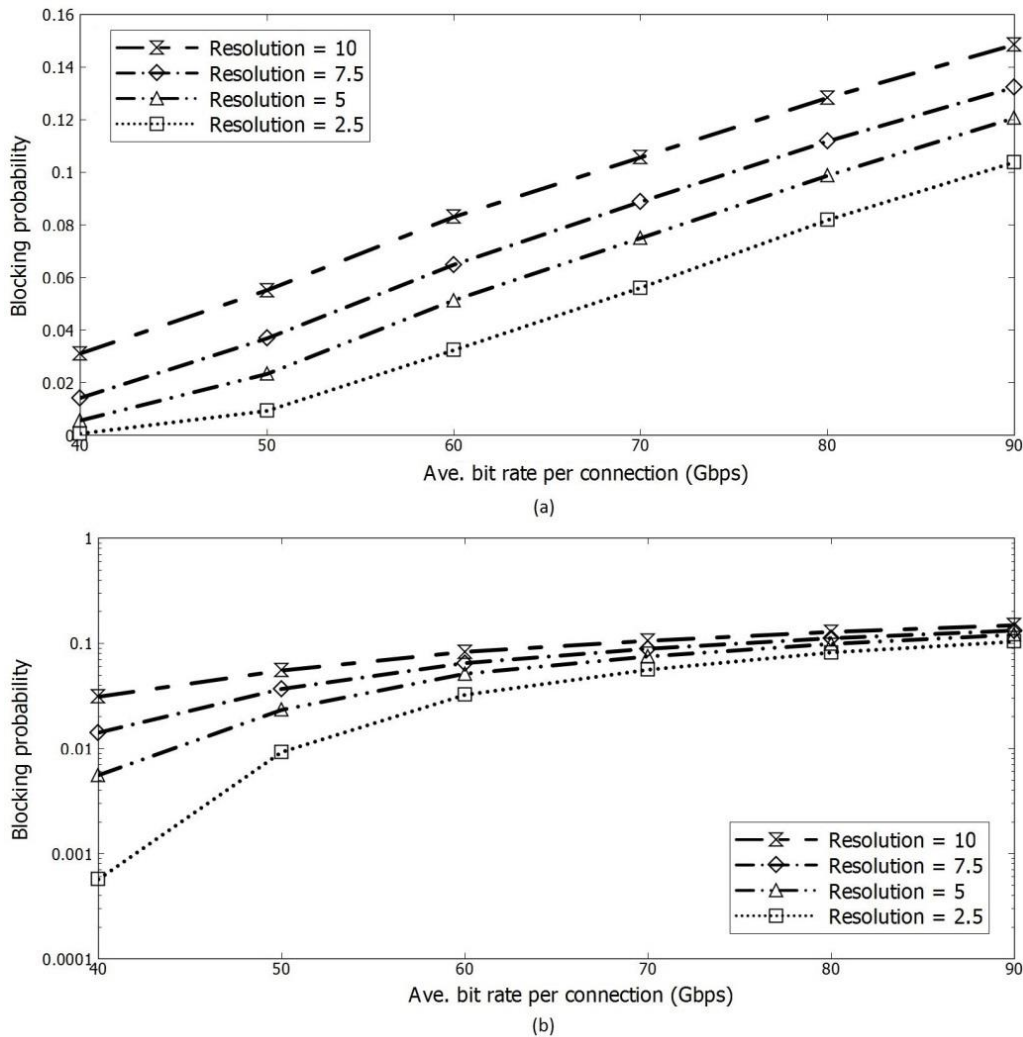 0.16
0.14
0.12
0.1
0.08
0.06
0.04
0.02
0
Blocking probability
Resolution = 10
Resolution = 7.5
Resolution = 5
Resolution = 2.5
40 50 60 70 80 90
Ave. bit rate per connection (Gbps)
(a)
1
0.1
0.01
0.001
0.0001
Blocking probability
Resolution = 10
Resolution = 7.5
Resolution = 5
Resolution = 2.5
40 50 60 70 80 90
Ave. bit rate per connection (Gbps)
(b)